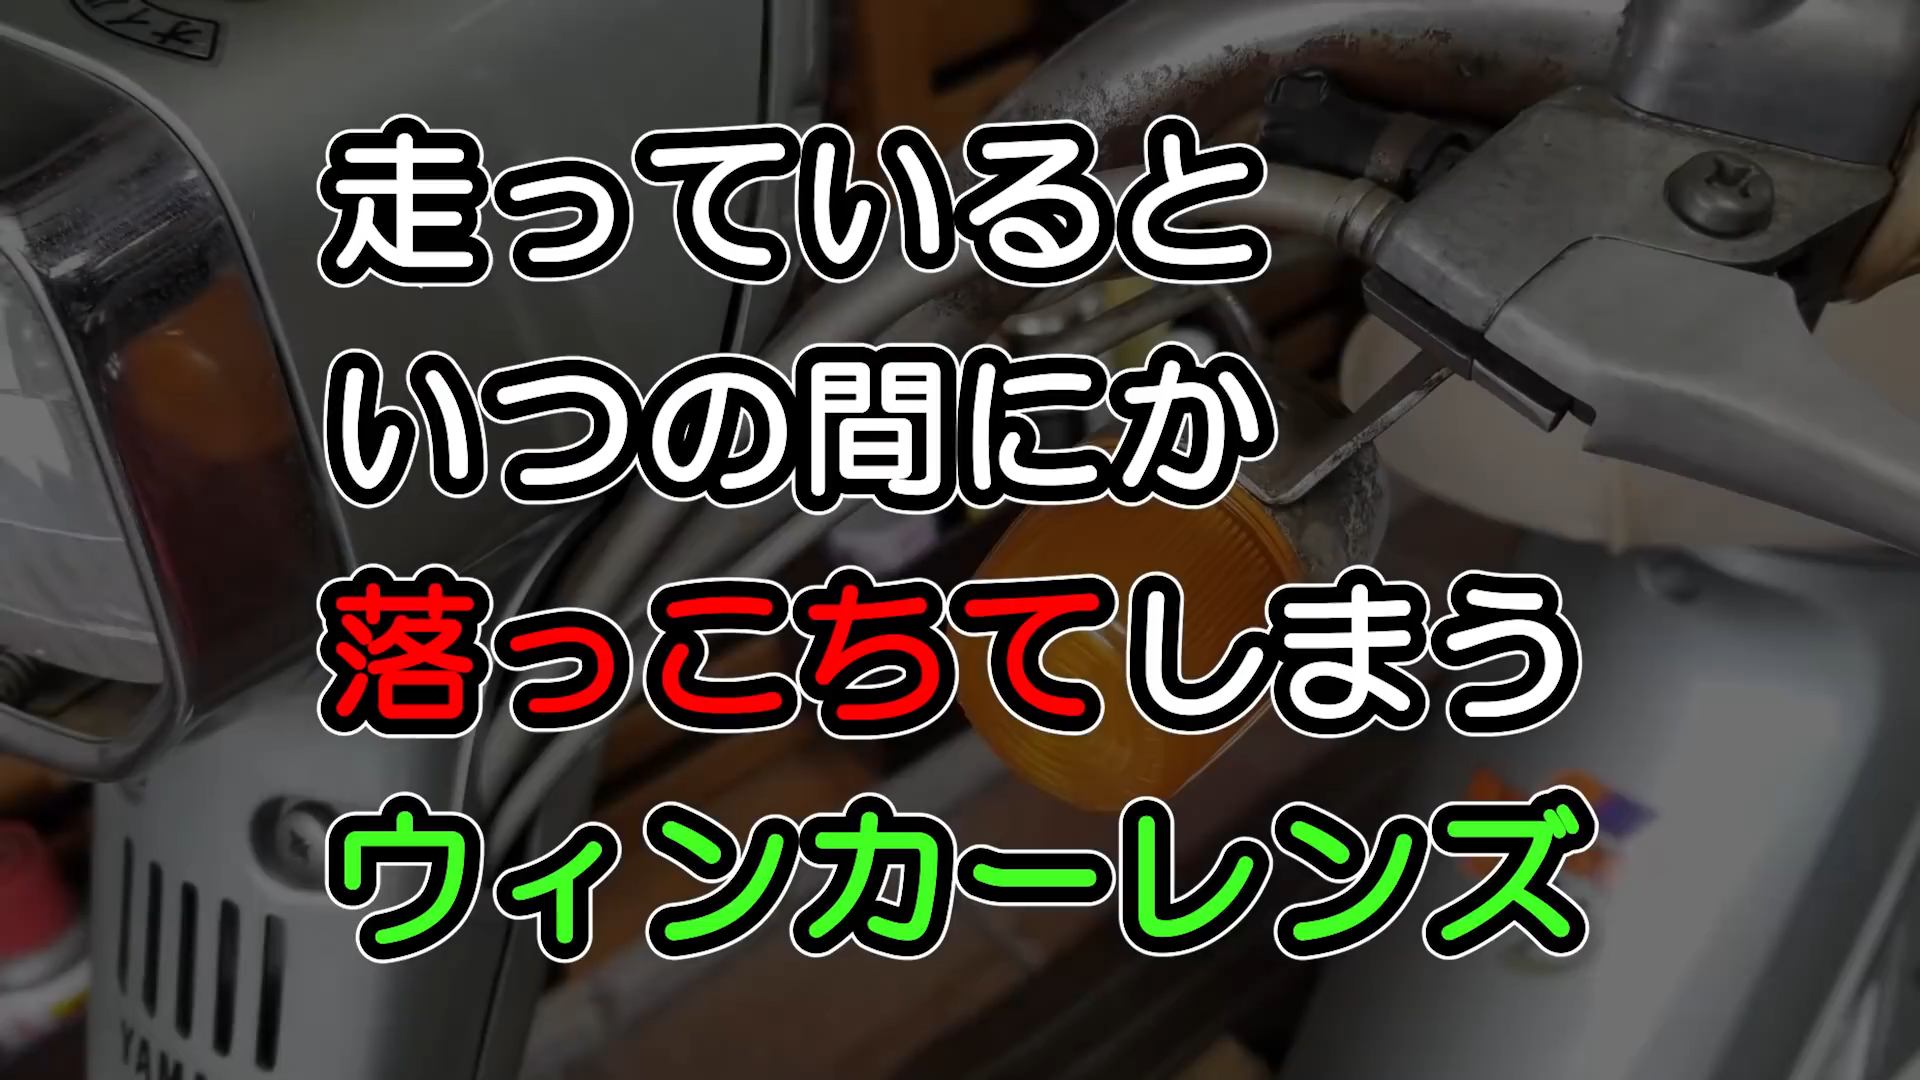 走っていると
いつの間にか
落っこちてしまう
ウィンカーレンズ